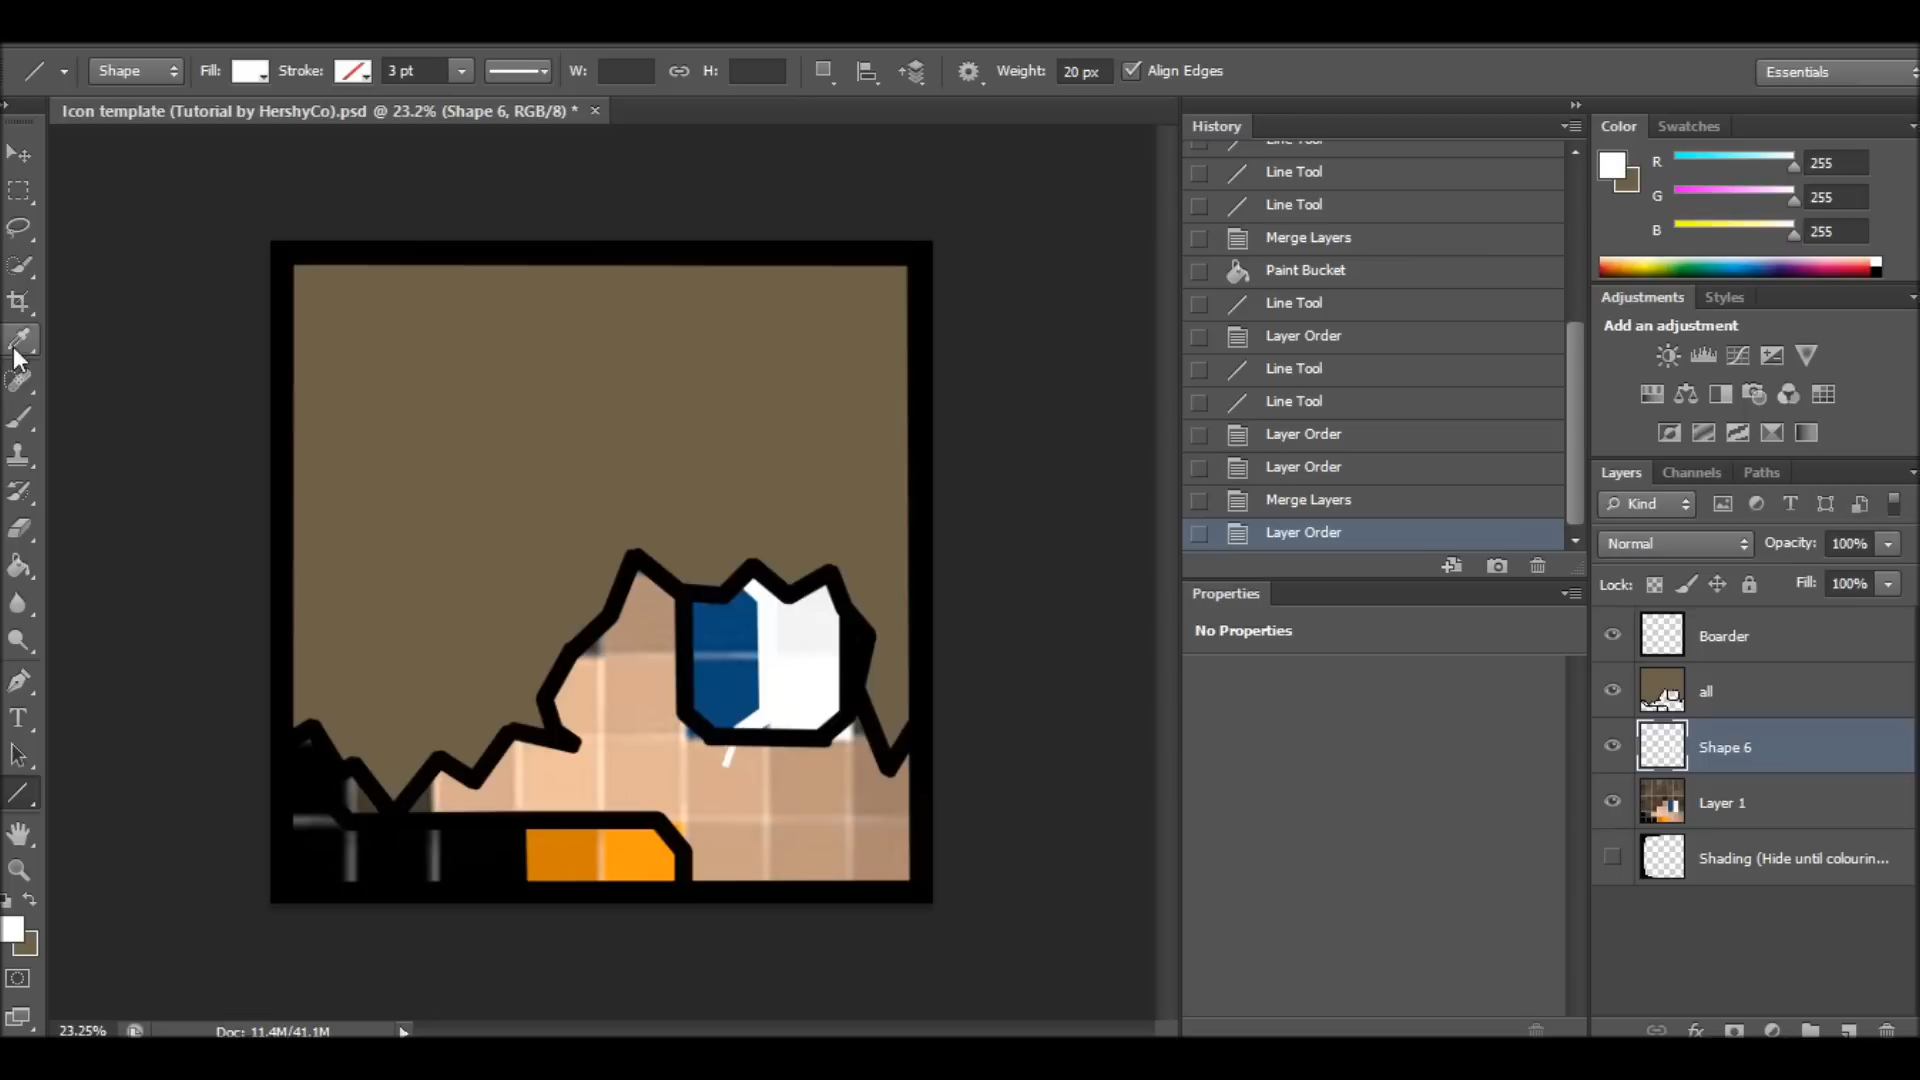 Shape
Fill:
Stroke:
3 pt
W:
H:
Weight:
20 px
Align Edges
Essentials
Icon template (Tutorial by HershyCo).psd @ 23.2% (Shape 6, RGB/8) *
History
Line Tool
Line Tool
Line Tool
Merge Layers
Paint Bucket
Line Tool
Layer Order
Line Tool
Line Tool
Layer Order
Layer Order
Merge Layers
Layer Order
Properties
No Properties
Color
Swatches
R
255
G
255
B
255
Adjustments
Styles
Add an adjustment
Layers
Channels
Paths
Kind
Normal
Opacity:
100%
Lock:
Fill:
100%
Boarder
all
Shape 6
Layer 1
Shading (Hide until colourin...
23.25%
Doc: 11.4M/41.1M